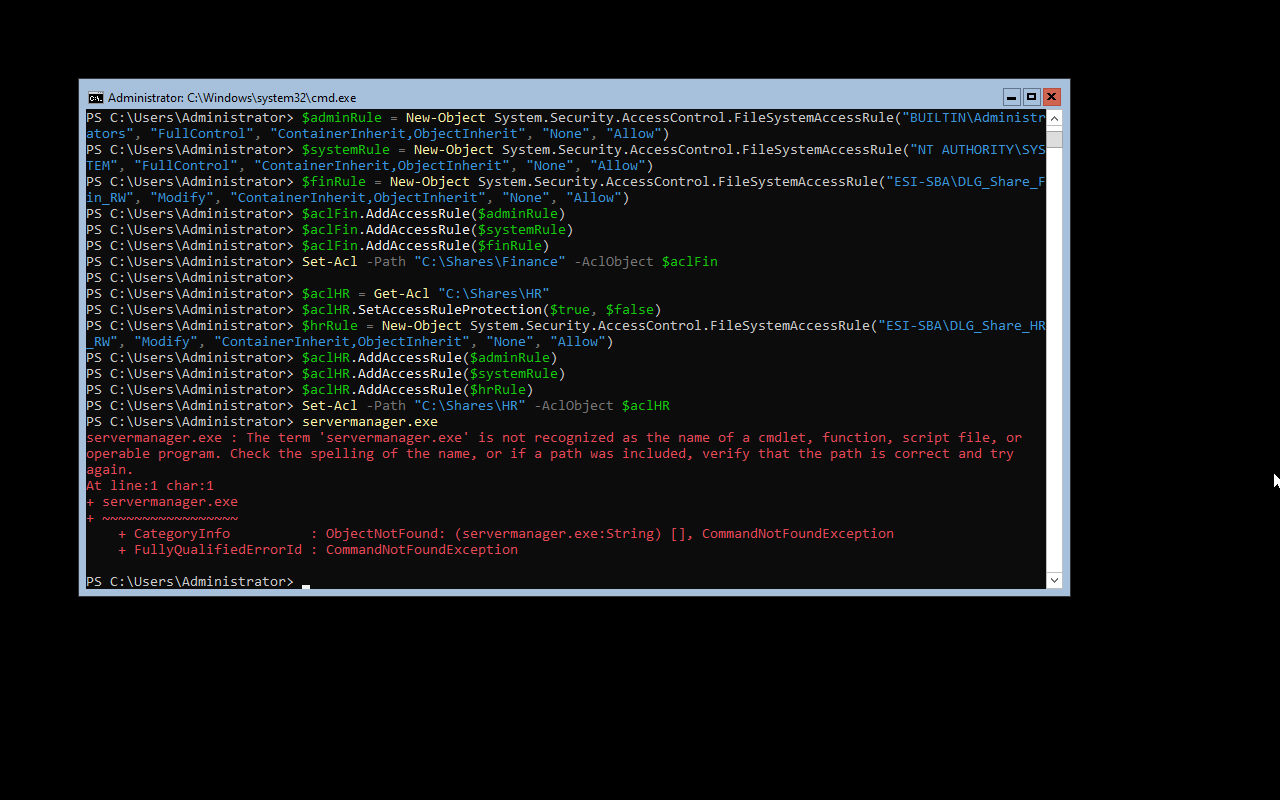 Administrator: C:\Windows\system32\cmd.exe
PS C:\Users\Administrator> $adminRule = New-Object System.Security.AccessControl.FileSystemAccessRule("BUILTIN\Administr
ators", "FullControl", "ContainerInherit,ObjectInherit", "None", "Allow")
PS C:\Users\Administrator> $systemRule = New-Object System.Security.AccessControl.FileSystemAccessRule("NT AUTHORITY\SYS
TEM", "FullControl", "ContainerInherit,ObjectInherit", "None", "Allow")
PS C:\Users\Administrator> $finRule = New-Object System.Security.AccessControl.FileSystemAccessRule("ESI-SBA\DLG_Share_F
in_RW", "Modify", "ContainerInherit,ObjectInherit", "None", "Allow")
PS C:\Users\Administrator> $aclFin.AddAccessRule($adminRule)
PS C:\Users\Administrator> $aclFin.AddAccessRule($systemRule)
PS C:\Users\Administrator> $aclFin.AddAccessRule($finRule)
PS C:\Users\Administrator> Set-Acl -Path "C:\Shares\Finance" -AclObject $aclFin
PS C:\Users\Administrator>
PS C:\Users\Administrator> $aclHR = Get-Acl "C:\Shares\HR"
PS C:\Users\Administrator> $aclHR.SetAccessRuleProtection($true, $false)
PS C:\Users\Administrator> $hrRule = New-Object System.Security.AccessControl.FileSystemAccessRule("ESI-SBA\DLG_Share_HR
_RW", "Modify", "ContainerInherit,ObjectInherit", "None", "Allow")
PS C:\Users\Administrator> $aclHR.AddAccessRule($adminRule)
PS C:\Users\Administrator> $aclHR.AddAccessRule($systemRule)
PS C:\Users\Administrator> $aclHR.AddAccessRule($hrRule)
PS C:\Users\Administrator> Set-Acl -Path "C:\Shares\HR" -AclObject $aclHR
PS C:\Users\Administrator> servermanager.exe
servermanager.exe : The term 'servermanager.exe' is not recognized as the name of a cmdlet, function, script file, or
operable program. Check the spelling of the name, or if a path was included, verify that the path is correct and try
again.
At line:1 char:1
+ servermanager.exe
+ ~~~~~~~~~~~~~~~~~
    + CategoryInfo          : ObjectNotFound: (servermanager.exe:String) [], CommandNotFoundException
    + FullyQualifiedErrorId : CommandNotFoundException
PS C:\Users\Administrator> _